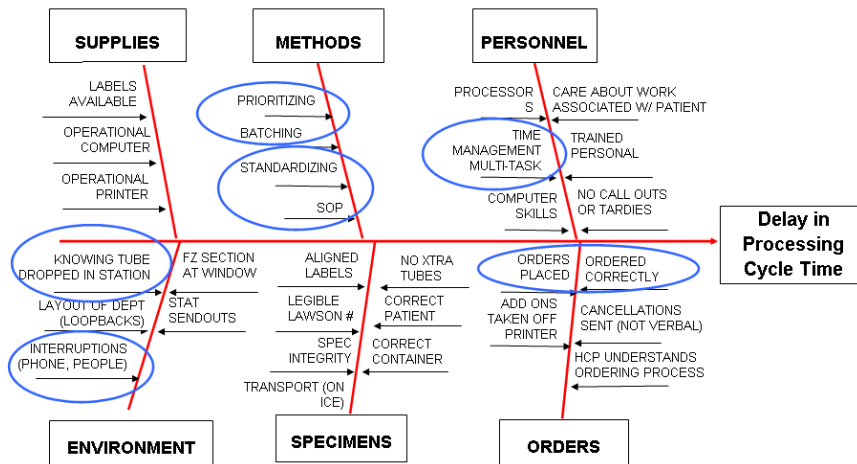 SUPPLIES
METHODS
PERSONNEL
LABELS
AVAILABLE
OPERATIONAL
COMPUTER
OPERATIONAL
PRINTER
PRIORITIZING
BATCHING
STANDARDIZING
SOP
PROCESSOR
S
CARE ABOUT WORK
ASSOCIATED W/ PATIENT
TIME
MANAGEMENT
MULTI-TASK
TRAINED
PERSONAL
COMPUTER
SKILLS
NO CALL OUTS
OR TARDIES
Delay in
Processing
Cycle Time
KNOWING TUBE
DROPPED IN STATION
FZ SECTION
AT WINDOW
LAYOUT OF DEPT
(LOOPBACKS)
STAT
SENDOUTS
INTERRUPTIONS
(PHONE, PEOPLE)
ALIGNED
LABELS
NO XTRA
TUBES
LEGIBLE
LAWSON #
CORRECT
PATIENT
SPEC
INTEGRITY
CORRECT
CONTAINER
TRANSPORT (ON
ICE)
ORDERS
PLACED
ORDERED
CORRECTLY
ADD ONS
TAKEN OFF
PRINTER
CANCELLATIONS
SENT (NOT VERBAL)
HCP UNDERSTANDS
ORDERING PROCESS
ENVIRONMENT
SPECIMENS
ORDERS